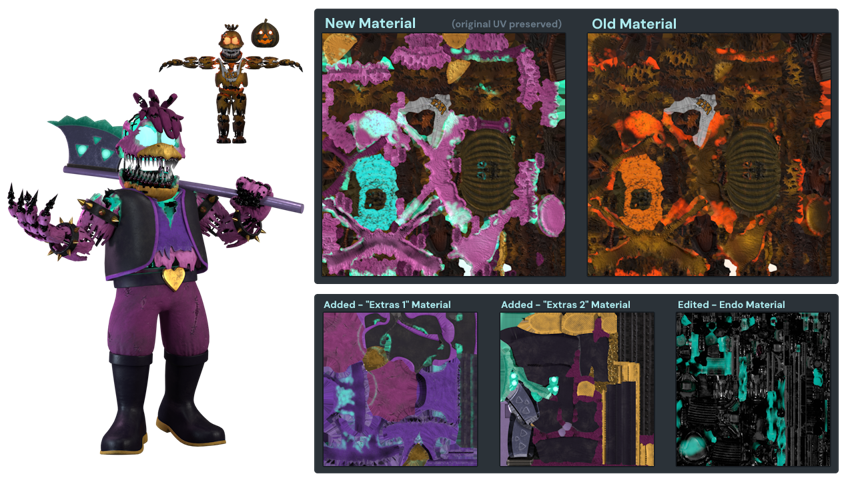 New Material (original UV preserved)
Old Material
Added - "Extras 1" Material
Added - "Extras 2" Material
Edited - Endo Material